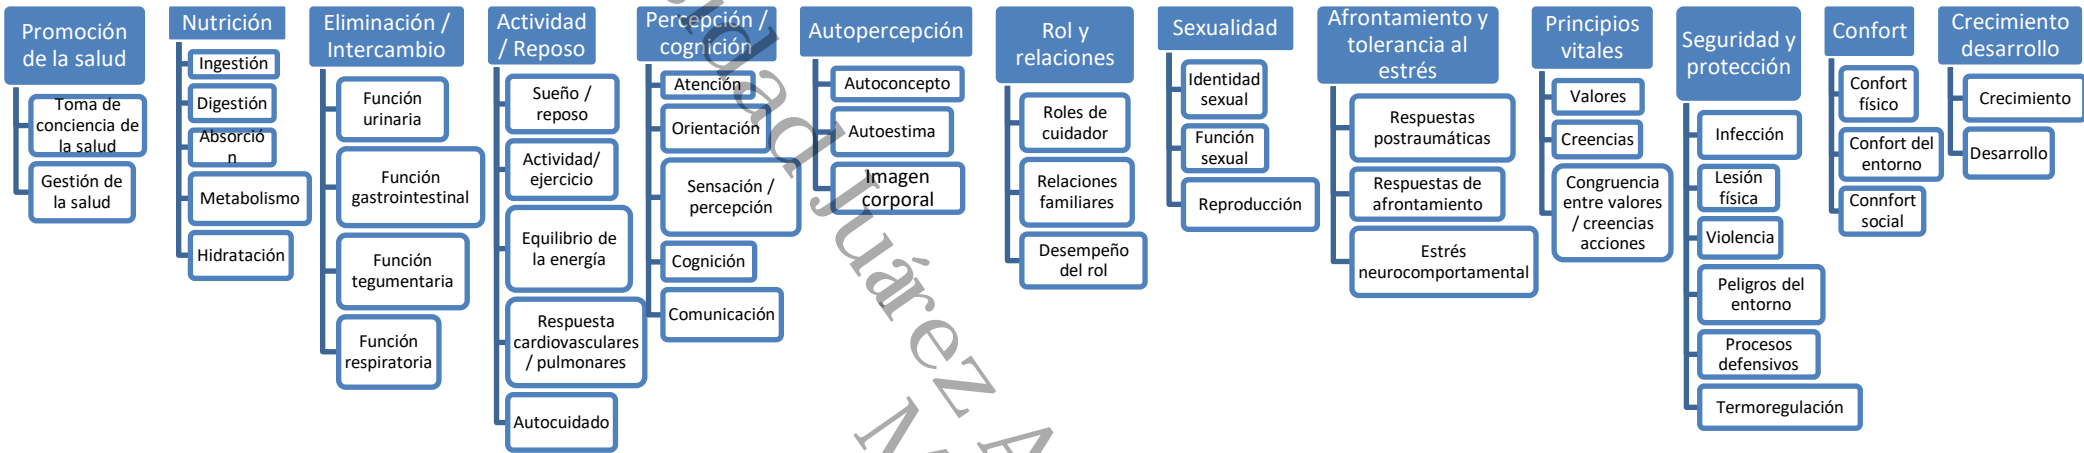 Promoción
de la salud
Toma de
conciencia de
la salud
Gestión de
la salud
Nutrición
Ingestión
Digestión
Absorció
n
Metabolismo
Hidratación
Eliminación /
Intercambio
Función
urinaria
Función
gastrointestinal
Función
tegumentaria
Función
respiratoria
Actividad
/ Reposo
Sueño /
reposo
Actividad/
ejercicio
Equilibrio de
la energía
Respuesta
cardiovasculares
/ pulmonares
Autocuidado
Percepción /
cognición
Atención
Orientación
Sensación /
percepción
Cognición
Comunicación
Autopercepción
Autoconcepto
Autoestima
Imagen
corporal
Rol y
relaciones
Roles de
cuidador
Relaciones
familiares
Desempeño
del rol
Sexualidad
Identidad
sexual
Función
sexual
Reproducción
Afrontamiento y
tolerancia al
estrés
Respuestas
postraumáticas
Respuestas de
afrontamiento
Estrés
neurocomportamental
Principios
vitales
Valores
Creencias
Congruencia
entre valores
/ creencias
acciones
Seguridad y
protección
Infección
Lesión
física
Violencia
Peligros del
entorno
Procesos
defensivos
Termoregulación
Confort
Confort
físico
Confort del
entorno
Connfort
social
Crecimiento
desarrollo
Crecimiento
Desarrollo
Juárez